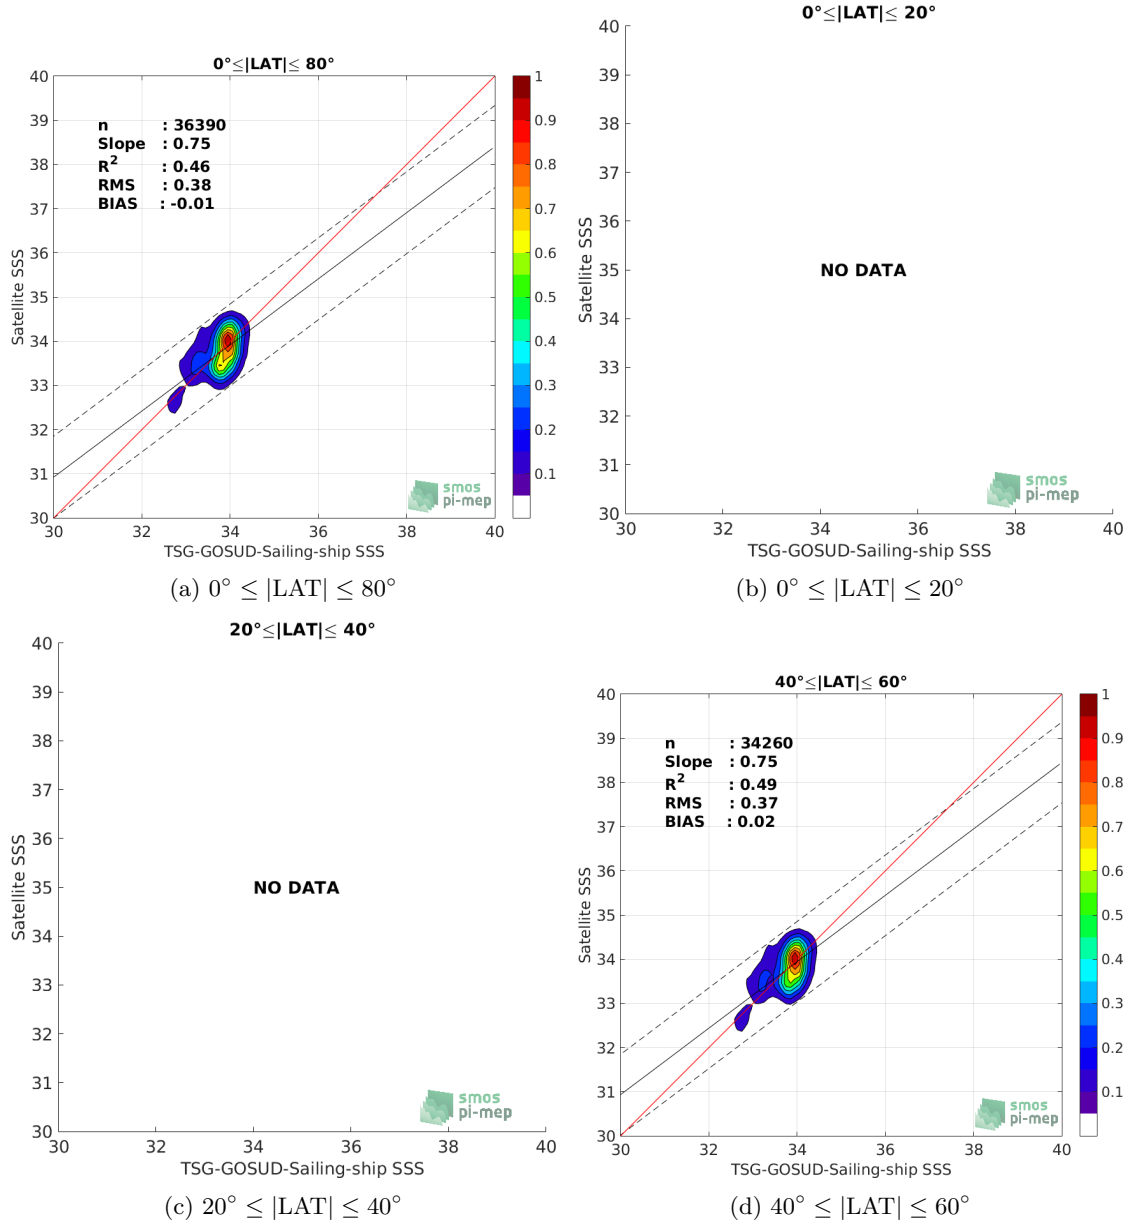 0°≤|LAT|≤ 80°
40
39
38
37
36
35
34
33
32
31
30
n : 36390
Slope : 0.75
R² : 0.46
RMS : 0.38
BIAS : -0.01
Satellite SSS
30 32 34 36 38 40
TSG-GOSUD-Sailing-ship SSS
smos
pi-mep
1
0.9
0.8
0.7
0.6
0.5
0.4
0.3
0.2
0.1
(a) 0° ≤ |LAT| ≤ 80°
0°≤|LAT|≤ 20°
40
39
38
37
36
35
34
33
32
31
30
Satellite SSS
NO DATA
smos
pi-mep
30 32 34 36 38 40
TSG-GOSUD-Sailing-ship SSS
(b) 0° ≤ |LAT| ≤ 20°
20°≤|LAT|≤ 40°
40
39
38
37
36
35
34
33
32
31
30
Satellite SSS
NO DATA
smos
pi-mep
30 32 34 36 38 40
TSG-GOSUD-Sailing-ship SSS
(c) 20° ≤ |LAT| ≤ 40°
40°≤|LAT|≤ 60°
40
39
38
37
36
35
34
33
32
31
30
n : 34260
Slope : 0.75
R² : 0.49
RMS : 0.37
BIAS : 0.02
Satellite SSS
smos
pi-mep
30 32 34 36 38 40
TSG-GOSUD-Sailing-ship SSS
1
0.9
0.8
0.7
0.6
0.5
0.4
0.3
0.2
0.1
(d) 40° ≤ |LAT| ≤ 60°